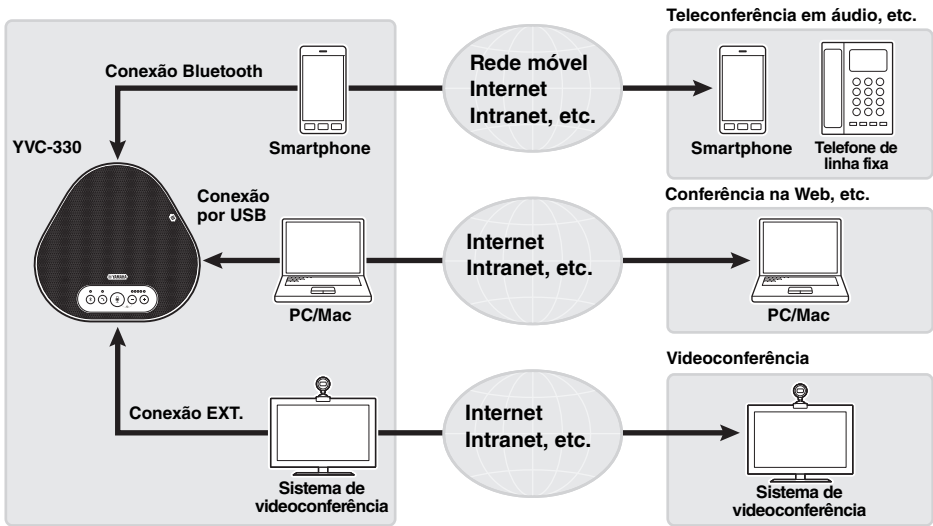 Teleconferência em áudio, etc.
Conexão Bluetooth
Rede móvel
Internet
Intranet, etc.
YVC-330
Smartphone
Smartphone
Telefone de
linha fixa
Conexão
por USB
Conferência na Web, etc.
Internet
Intranet, etc.
YAMAHA
PC/Mac
PC/Mac
Videoconferência
Conexão EXT.
Internet
Intranet, etc.
Sistema de
videoconferência
Sistema de
videoconferência